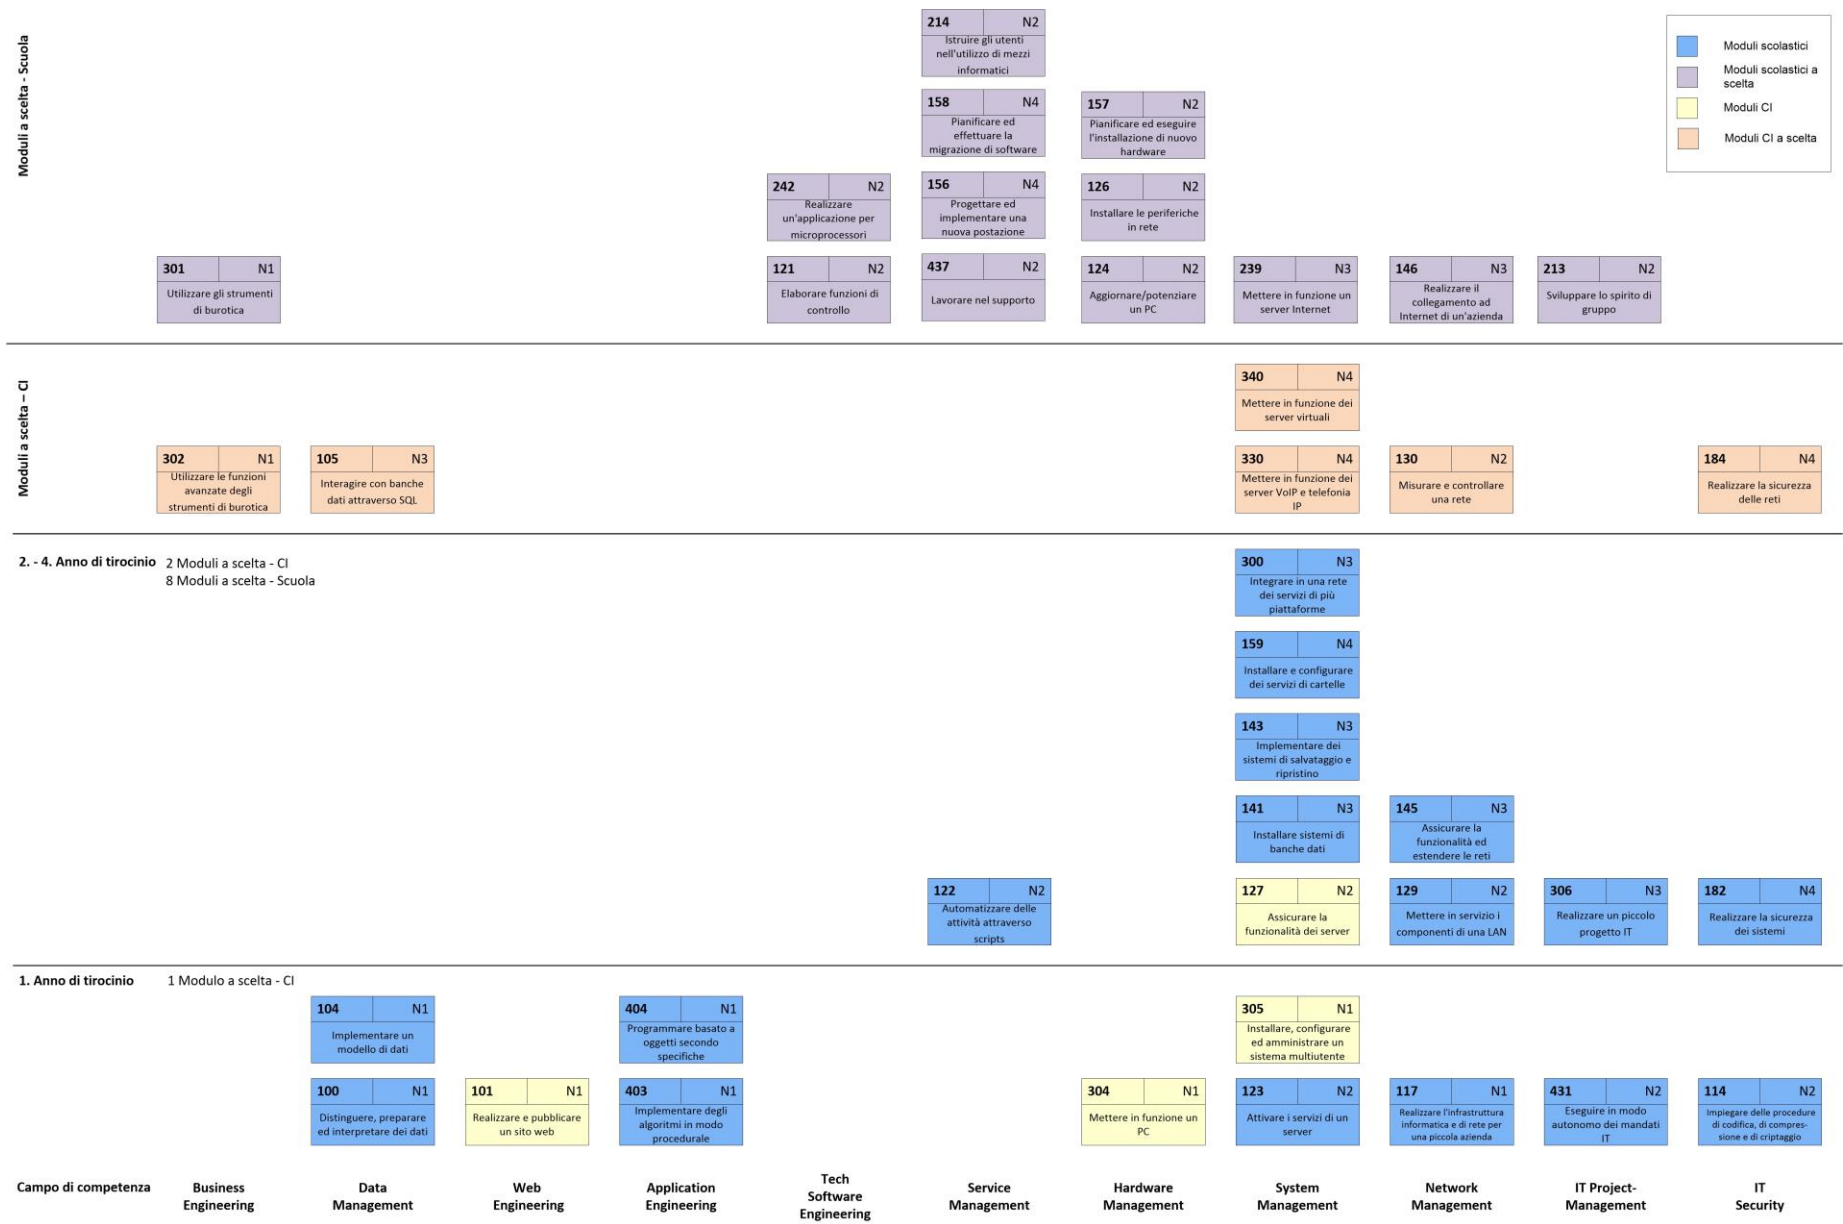 Moduli a scelta - Scuola
214 N2
Istruire gli utenti
nell'utilizzo di mezzi
informatici
Moduli scolastici
Moduli scolastici a
scelta
Moduli CI
Moduli CI a scelta
158 N4
Pianificare ed
effettuare la
migrazione di software
157 N2
Pianificare ed eseguire
l'installazione di nuovo
hardware
242 N2
Realizzare
un'applicazione per
microprocessori
156 N4
Progettare ed
implementare una
nuova postazione
126 N2
Installare le periferiche
in rete
301 N1
Utilizzare gli strumenti
di burotica
121 N2
Elaborare funzioni di
controllo
437 N2
Lavorare nel supporto
124 N2
Aggiornare/potenziare
un PC
239 N3
Mettere in funzione un
server Internet
146 N3
Realizzare il
collegamento ad
Internet di un'azienda
213 N2
Sviluppare lo spirito di
gruppo
Moduli a scelta – CI
340 N4
Mettere in funzione dei
server virtuali
302 N1
Utilizzare le funzioni
avanzate degli
strumenti di burotica
105 N3
Interagire con banche
dati attraverso SQL
330 N4
Mettere in funzione dei
server VoIP e telefonia
IP
130 N2
Misurare e controllare
una rete
184 N4
Realizzare la sicurezza
delle reti
2. - 4. Anno di tirocinio 2 Moduli a scelta - CI
8 Moduli a scelta - Scuola
300 N3
Integrare in una rete
dei servizi di più
piattaforme
159 N4
Installare e configurare
dei servizi di cartelle
143 N3
Implementare dei
sistemi di salvataggio e
ripristino
141 N3
Installare sistemi di
banche dati
145 N3
Assicurare la
funzionalità ed
estendere le reti
122 N2
Automatizzare delle
attività attraverso
scripts
127 N2
Assicurare la
funzionalità dei server
129 N2
Mettere in servizio i
componenti di una LAN
306 N3
Realizzare un piccolo
progetto IT
182 N4
Realizzare la sicurezza
dei sistemi
1. Anno di tirocinio 1 Modulo a scelta - CI
104 N1
Implementare un
modello di dati
404 N1
Programmare basato a
oggetti secondo
specifiche
305 N1
Installare, configurare
ed amministrare un
sistema multiutente
100 N1
Distinguere, preparare
ed interpretare dei dati
101 N1
Realizzare e pubblicare
un sito web
403 N1
Implementare degli
algoritmi in modo
procedurale
304 N1
Mettere in funzione un
PC
123 N2
Attivare i servizi di un
server
117 N1
Realizzare l'infrastruttura
informatica e di rete per
una piccola azienda
431 N2
Eseguire in modo
autonomo dei mandati
IT
114 N2
Impiegare delle procedure
di codifica, di compres-
sione e di criptaggio
Campo di competenza
Business
Engineering
Data
Management
Web
Engineering
Application
Engineering
Tech
Software
Engineering
Service
Management
Hardware
Management
System
Management
Network
Management
IT Project-
Management
IT
Security